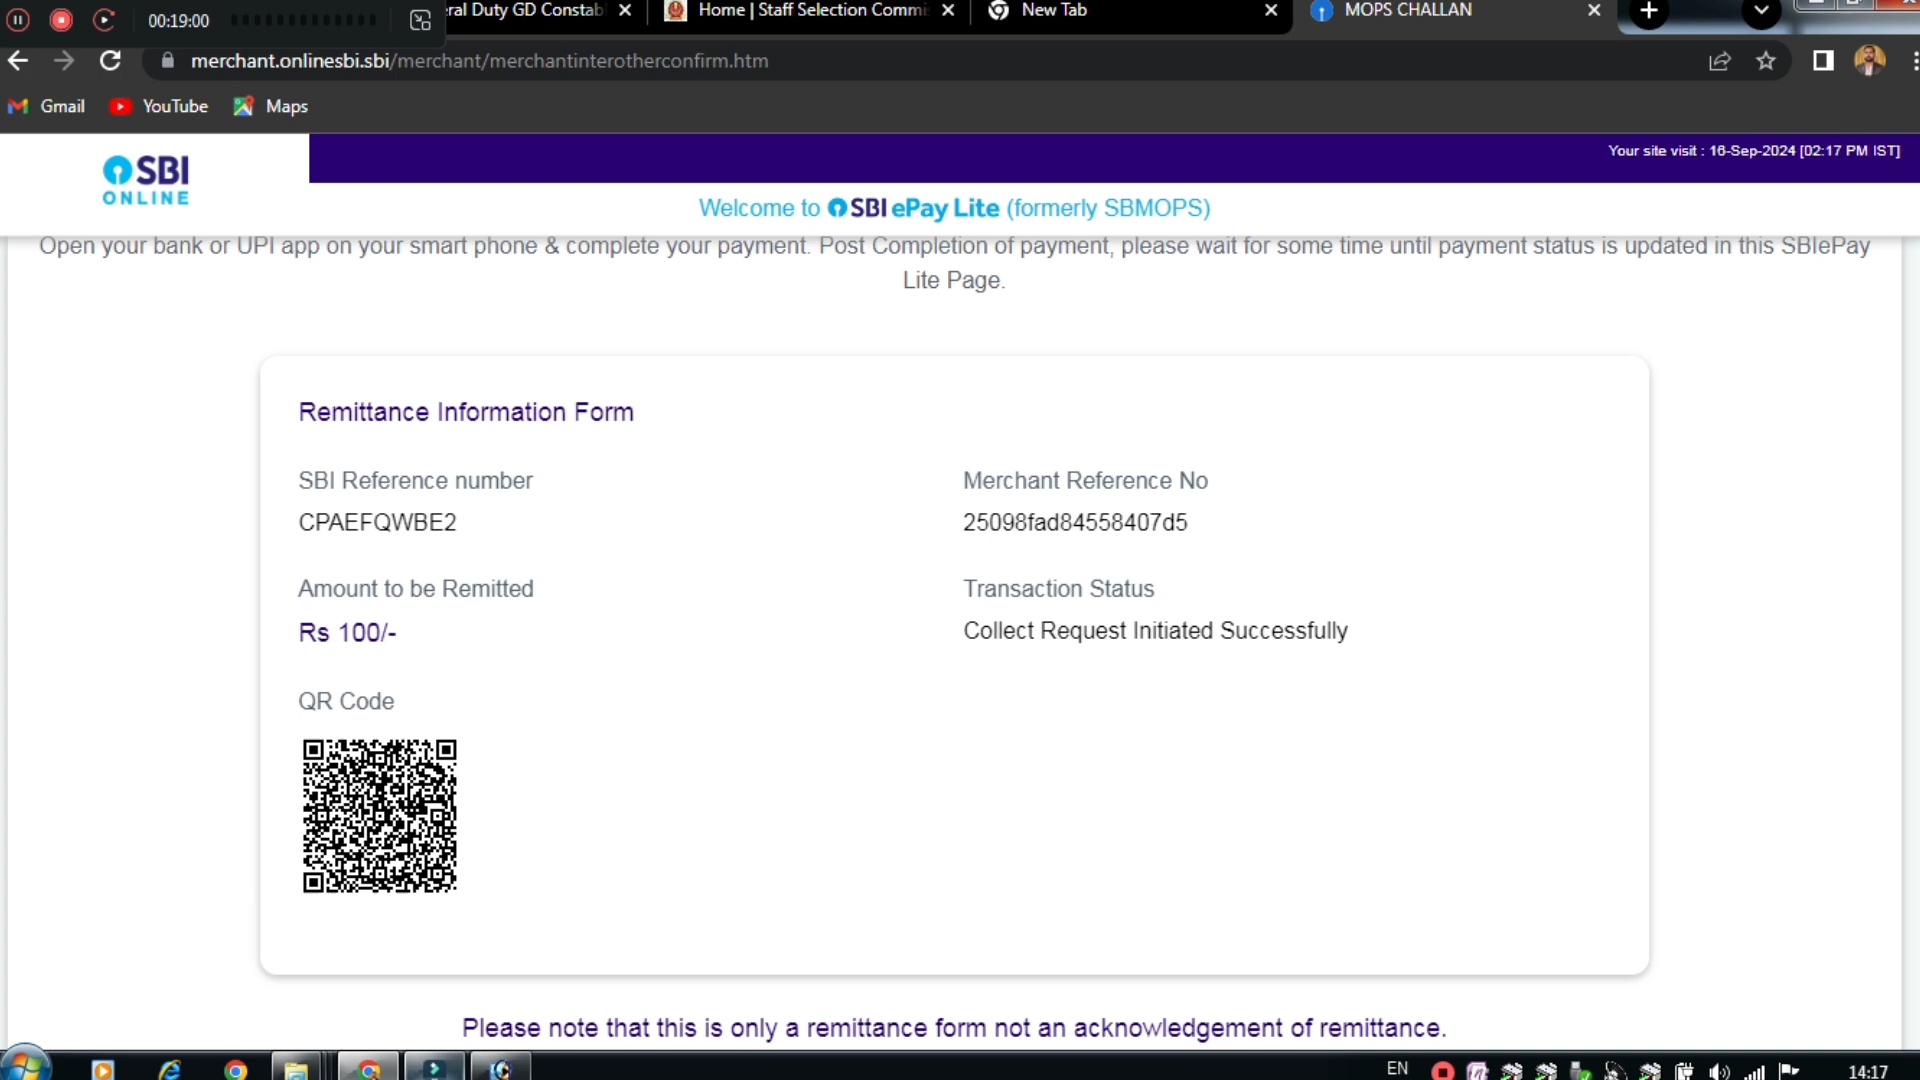 00:19:00
ral Duty GD Constab
Home | Staff Selection Commi
New Tab
MOPS CHALLAN
merchant.onlinesbi.sbi/merchant/merchantinterotherconfirm.htm
Gmail
YouTube
Maps
SBI
ONLINE
Your site visit : 16-Sep-2024 [02:17 PM IST]
Welcome to SBI ePay Lite (formerly SBMOPS)
Open your bank or UPI app on your smart phone & complete your payment. Post Completion of payment, please wait for some time until payment status is updated in this SBIePay
Lite Page.
Remittance Information Form
SBI Reference number
Merchant Reference No
CPAEFQWBE2
25098fad84558407d5
Amount to be Remitted
Transaction Status
Rs 100/-
Collect Request Initiated Successfully
QR Code
Please note that this is only a remittance form not an acknowledgement of remittance.
EN
14:17